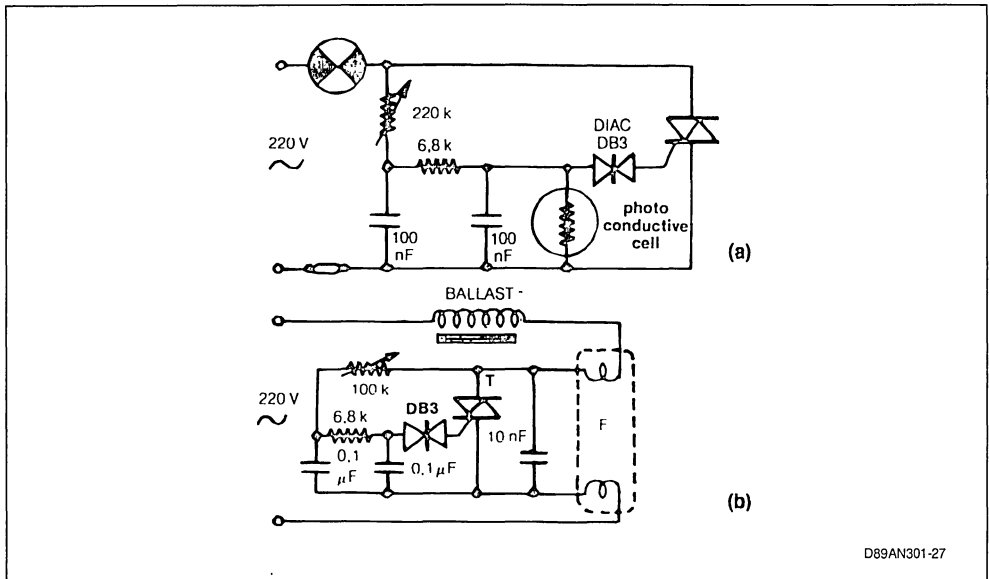 220 V
220 k
6,8 k
DIAC
DB3
100
nF
100
nF
photo
conductive
cell
(a)
BALLAST -
220 V
100 k
T
6,8 k
DB3
0,1
µF
0,1 µF
10 nF
F
(b)
D89AN301-27